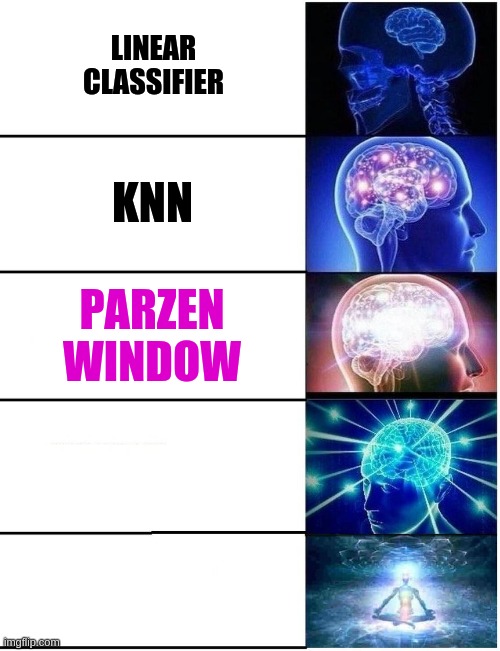 LINEAR
CLASSIFIER
KNN
PARZEN
WINDOW
imgflip.com